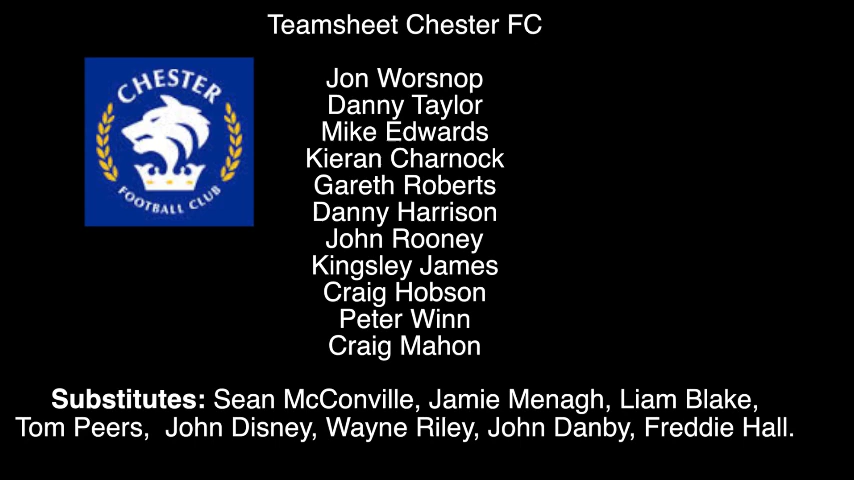 Teamsheet Chester FC
CHESTER
FOOTBALL CLUB
Jon Worsnop
Danny Taylor
Mike Edwards
Kieran Charnock
Gareth Roberts
Danny Harrison
John Rooney
Kingsley James
Craig Hobson
Peter Winn
Craig Mahon
Substitutes: Sean McConville, Jamie Menagh, Liam Blake,
Tom Peers,  John Disney, Wayne Riley, John Danby, Freddie Hall.